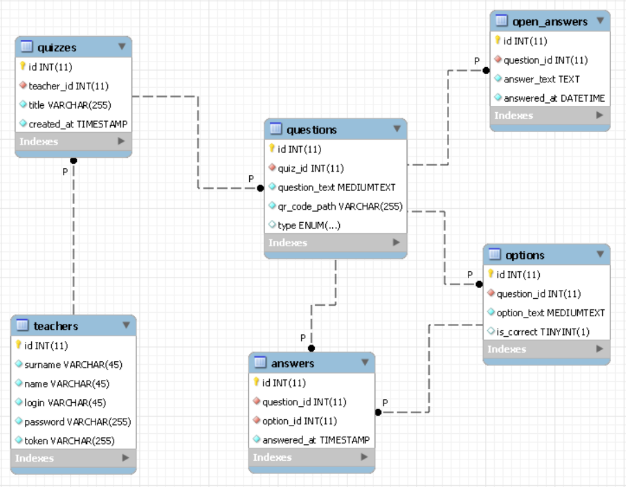 quizzes
id INT(11)
teacher_id INT(11)
title VARCHAR(255)
created_at TIMESTAMP
Indexes
P
teachers
id INT(11)
surname VARCHAR(45)
name VARCHAR(45)
login VARCHAR(45)
password VARCHAR(255)
token VARCHAR(255)
Indexes
P
questions
id INT(11)
quiz_id INT(11)
question_text MEDIUMTEXT
qr_code_path VARCHAR(255)
type ENUM(...)
Indexes
P
answers
id INT(11)
question_id INT(11)
option_id INT(11)
answered_at TIMESTAMP
Indexes
P
P
open_answers
id INT(11)
question_id INT(11)
answer_text TEXT
answered_at DATETIME
Indexes
P
options
id INT(11)
question_id INT(11)
option_text MEDIUMTEXT
is_correct TINYINT(1)
Indexes